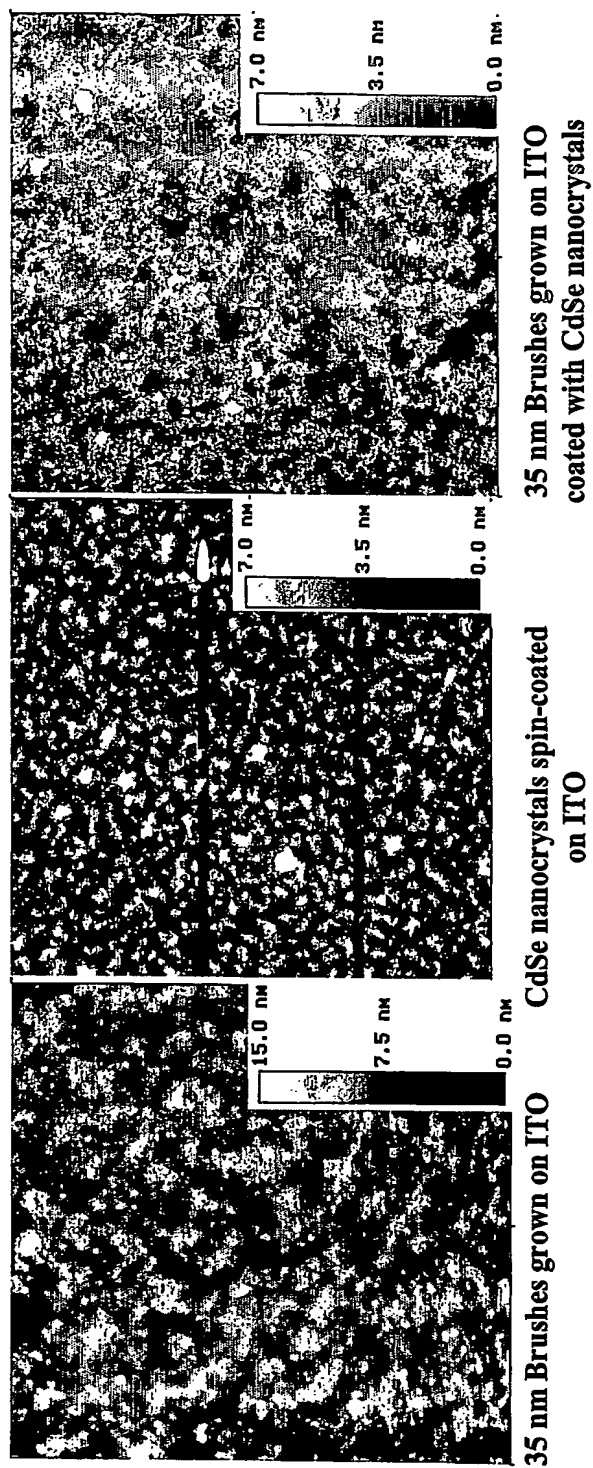 15.0 nm
7.5 nm
0.0 nm
35 nm Brushes grown on ITO
7.0 nm
3.5 nm
0.0 nm
CdSe nanocrystals spin-coated
on ITO
7.0 nm
3.5 nm
0.0 nm
35 nm Brushes grown on ITO
coated with CdSe nanocrystals